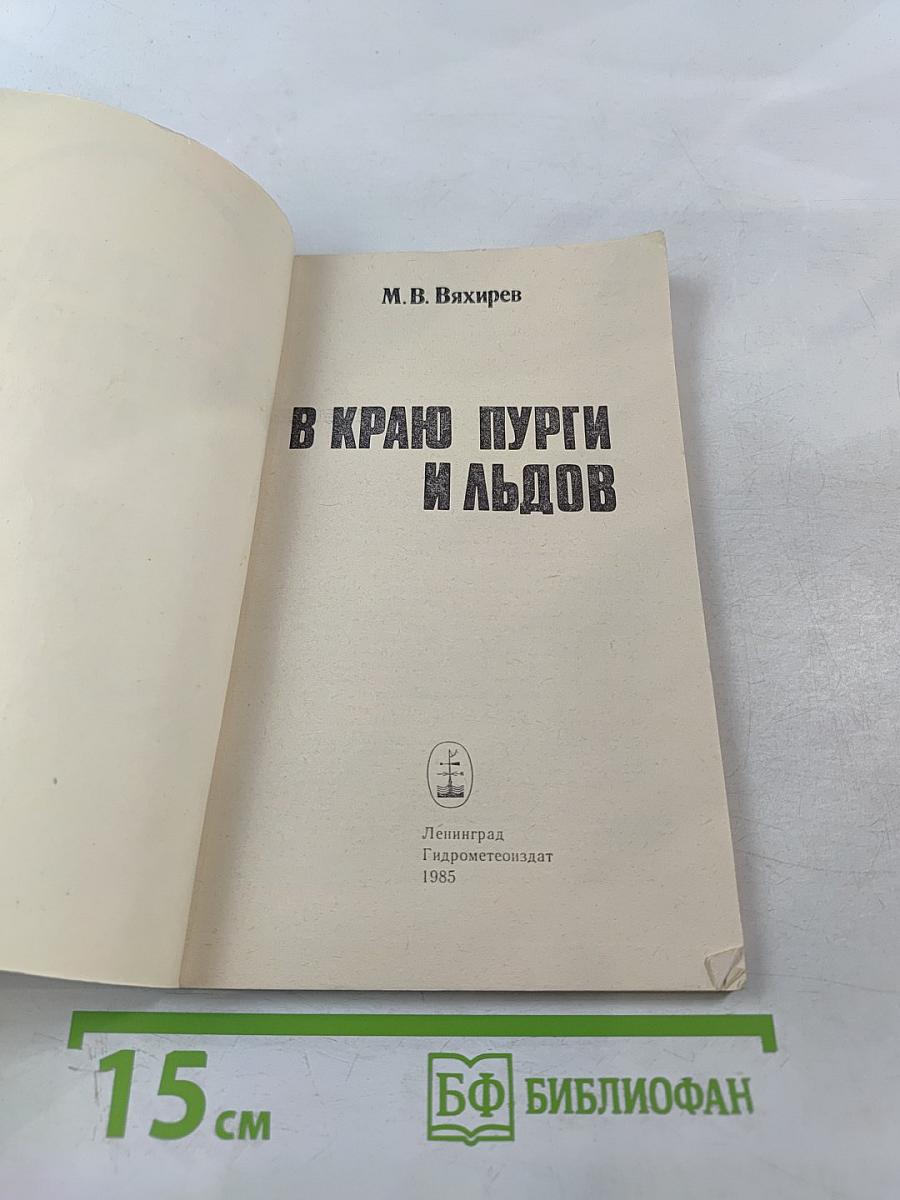 М. В. Вяхирев
В КРАЮ ПУРГИ
И ЛЬДОВ
Ленинград
Гидрометеоиздат
1985
15 см
БФ БИБЛИОФАН